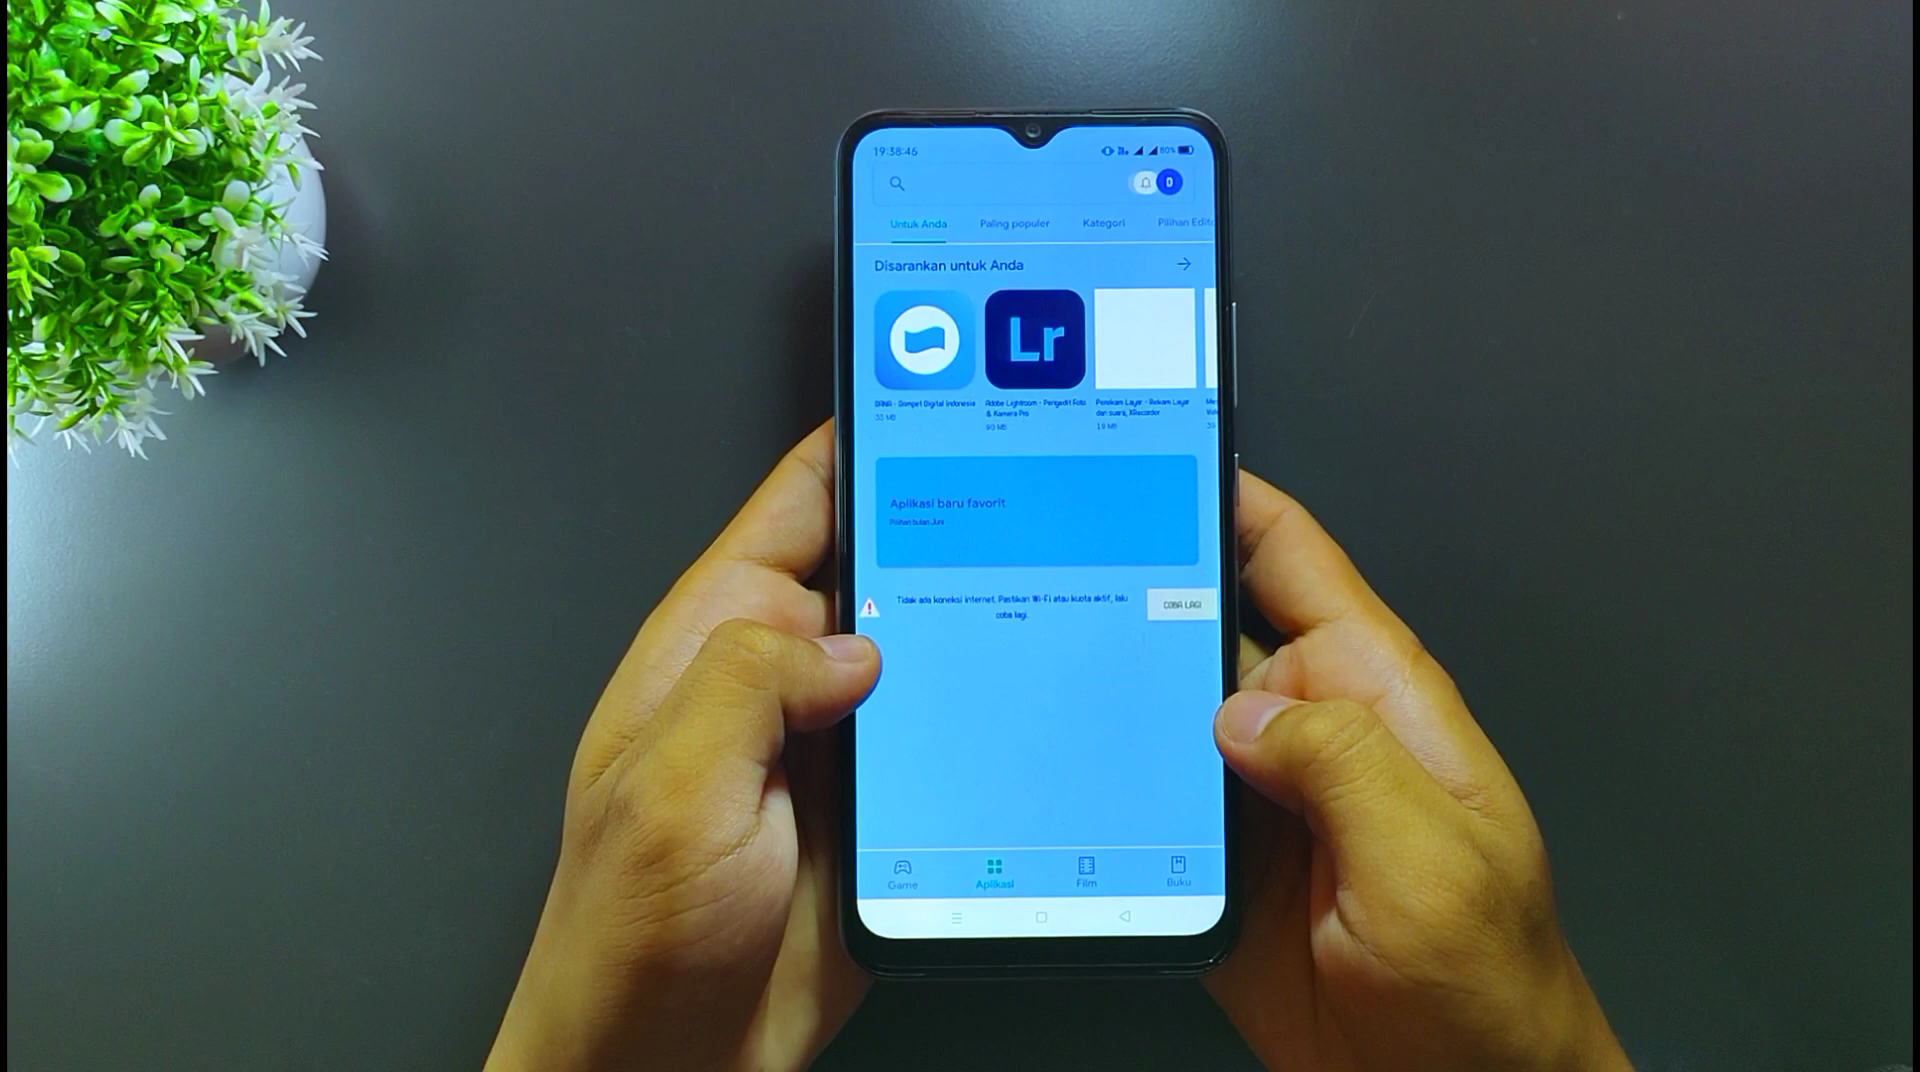 19:38:46
80%
D
Untuk Anda Paling populer Kategori Pilihan Edito
Disarankan untuk Anda
Lr
DANA - Dompet Digital Indonesia
33 MB
Adobe Lightroom - Pengedit Foto
& Kamera Pro
90 MB
Perekam Layar - Rekam Layar
dan suara, XRecorder
19 MB
Aplikasi baru favorit
Pilihan bulan Juni
Tidak ada koneksi internet. Pastikan Wi-Fi atau kuota aktif, lalu
coba lagi.
COBA LAGI
Game Aplikasi Film Buku